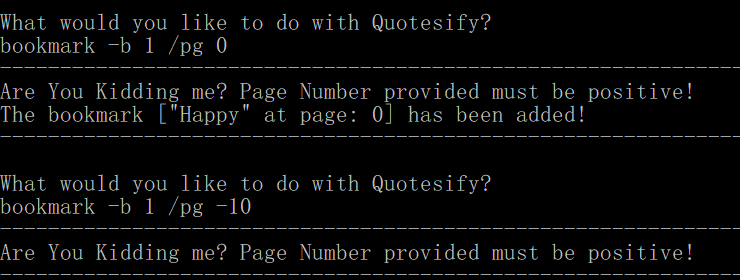 What would you like to do with Quotesify?
bookmark -b 1 /pg 0
Are You Kidding me? Page Number provided must be positive!
The bookmark ["Happy" at page: 0] has been added!
What would you like to do with Quotesify?
bookmark -b 1 /pg -10
Are You Kidding me? Page Number provided must be positive!